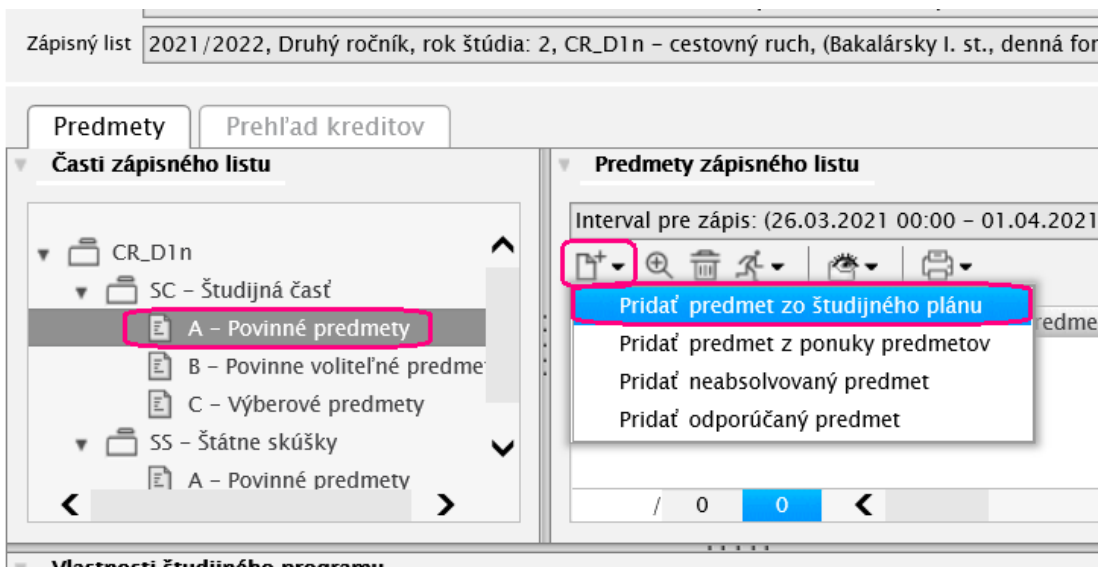 Zápisný list 2021/2022, Druhý ročník, rok štúdia: 2, CR_D1n – cestovný ruch, (Bakalársky I. st., denná for
Predmety Prehľad kreditov
Časti zápisného listu
CR_D1n
SC – Študijná časť
A – Povinné predmety
B – Povinne voliteľné predme
C – Výberové predmety
SS – Štátne skúšky
A – Povinné predmety
Predmety zápisného listu
Interval pre zápis: (26.03.2021 00:00 – 01.04.2021
Pridať predmet zo študijného plánu
redme
Pridať predmet z ponuky predmetov
Pridať neabsolvovaný predmet
Pridať odporúčaný predmet
/ 0 0
Vlastnosti študijného programu